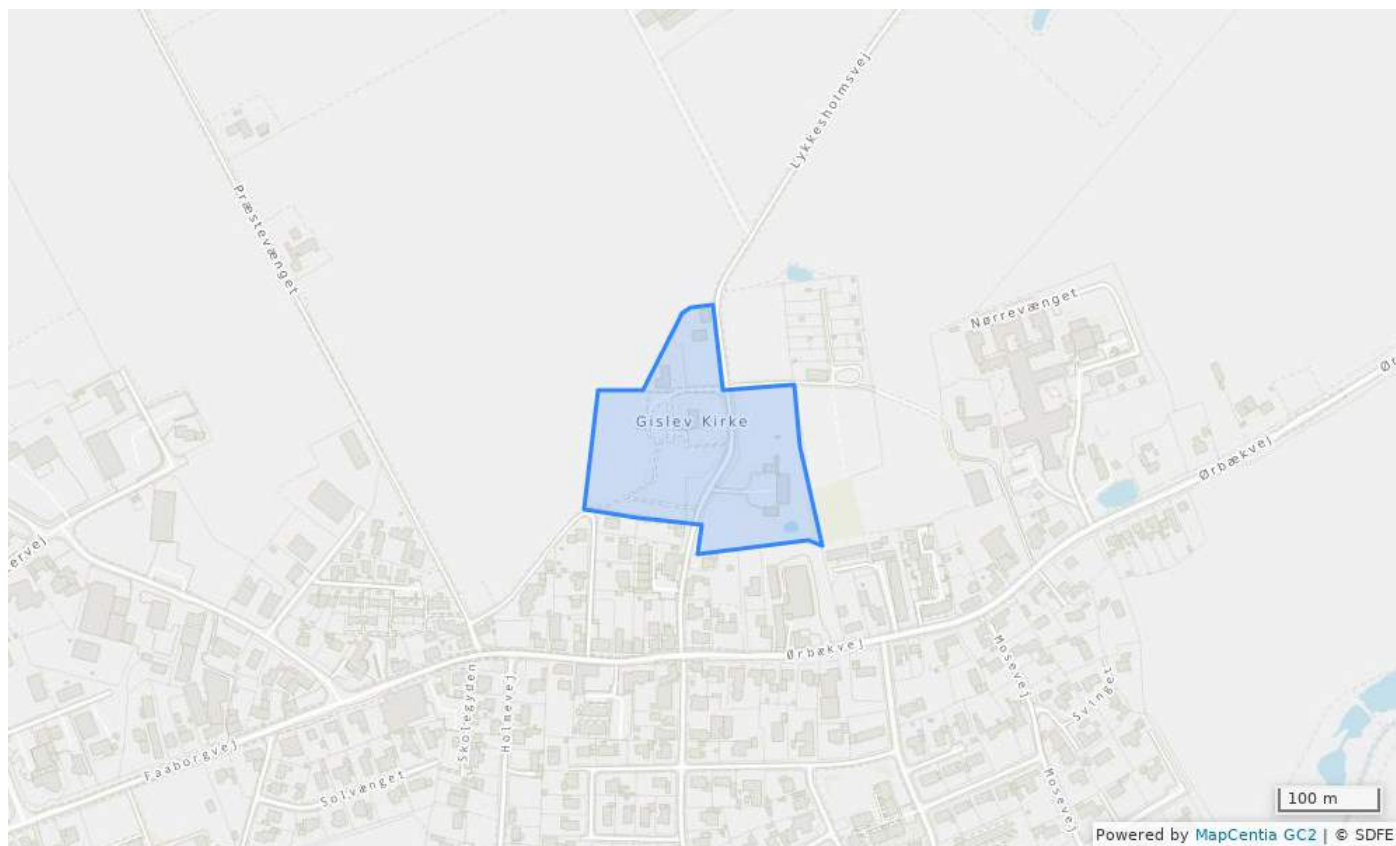 Lykkesholmsvej
Præstevænget
Nørrevænget
Gislev Kirke
Ørbækvej
Ør
ervej
Ørbækvej
Mosevej
Svinget
Skolegyden
Holmevej
Faaborgvej
Solvænget
Mosevej
100 m
Powered by MapCentia GC2 | © SDFE